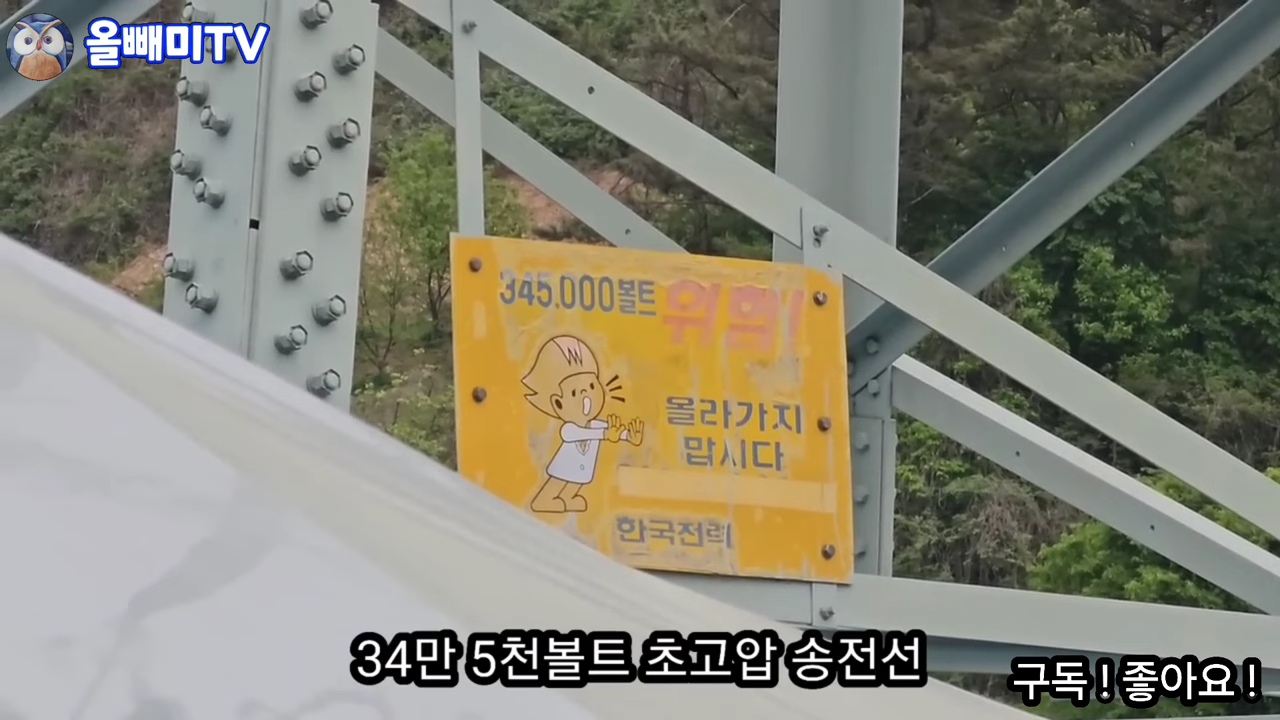 올빼미TV
345.000볼트 위험!
올라가지
맙시다
한국전력
34만 5천볼트 초고압 송전선
구독 ! 좋아요 !